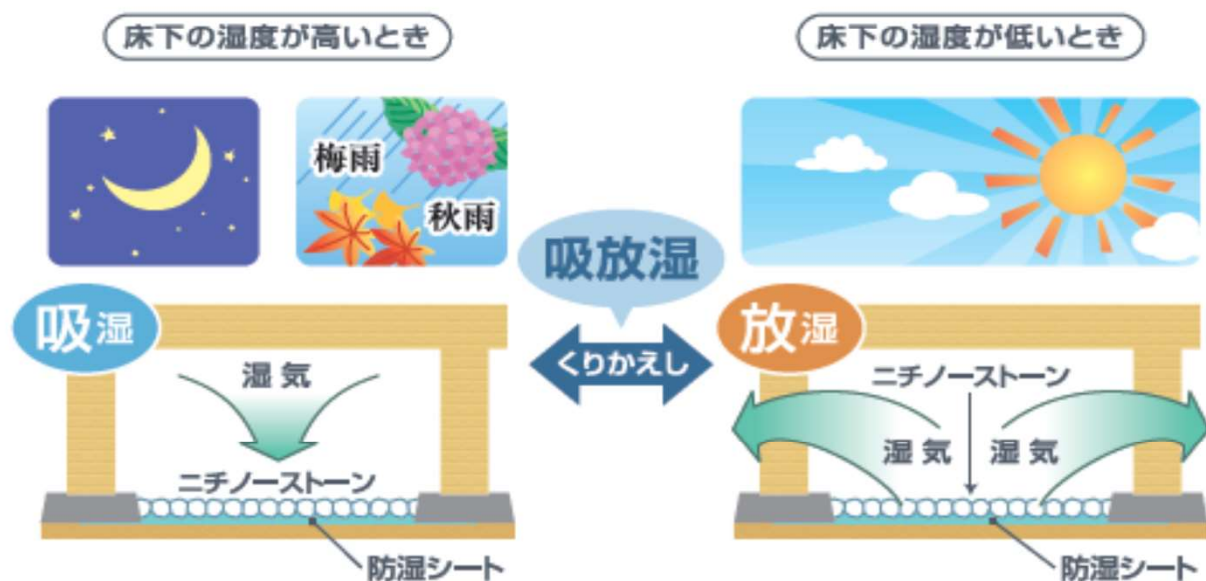 床下の湿度が高いとき
床下の湿度が低いとき
梅雨
秋雨
吸放湿
くりかえし
吸湿
湿気
ニチノーストーン
防湿シート
放湿
ニチノーストーン
湿気
湿気
防湿シート